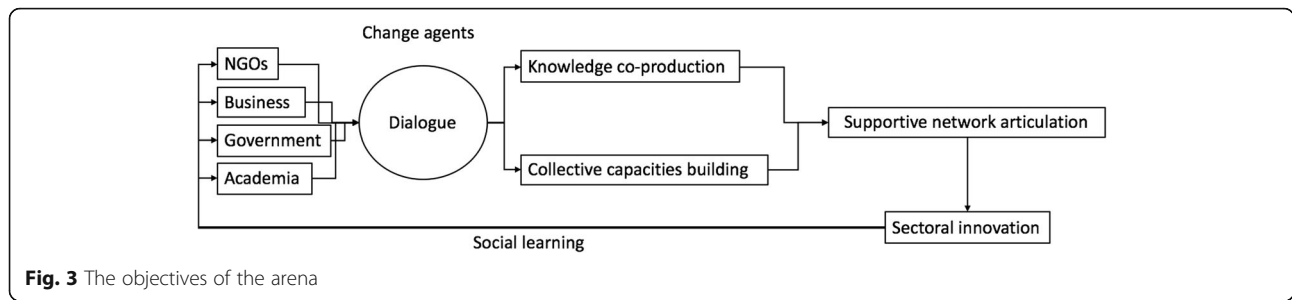 Change agents
NGOs
Business
Government
Academia
Dialogue
Knowledge co-production
Collective capacities building
Supportive network articulation
Sectoral innovation
Social learning
Fig. 3 The objectives of the arena